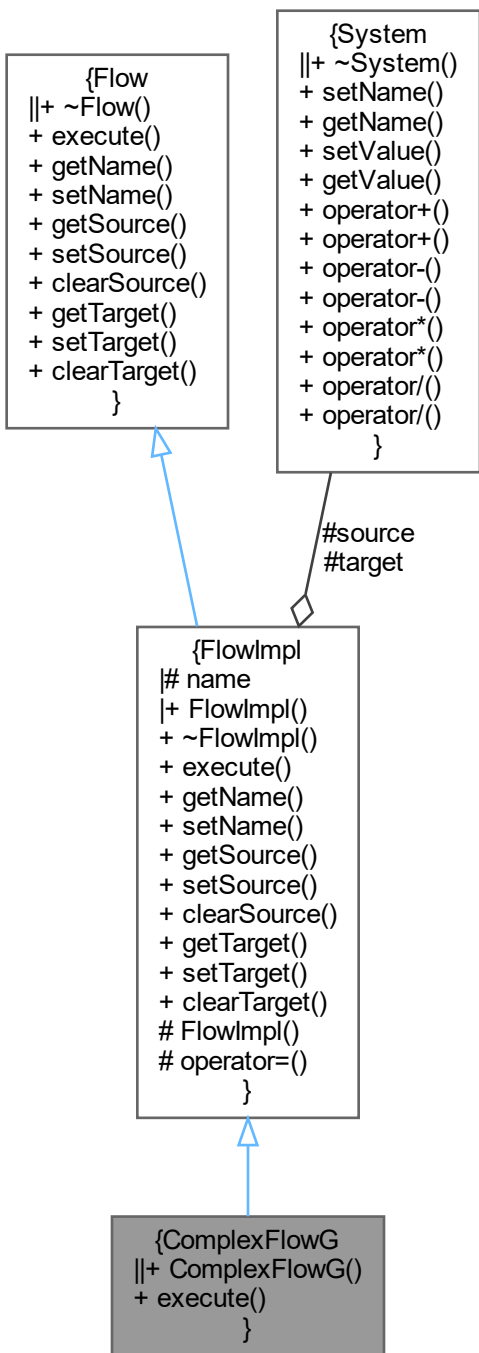 {Flow
||+ ~Flow()
+ execute()
+ getName()
+ setName()
+ getSource()
+ setSource()
+ clearSource()
+ getTarget()
+ setTarget()
+ clearTarget()
}
{System
||+ ~System()
+ setName()
+ getName()
+ setValue()
+ getValue()
+ operator+()
+ operator+()
+ operator-()
+ operator-()
+ operator*()
+ operator*()
+ operator/()
+ operator/()
}
#source
#target
{FlowImpl
|# name
|+ FlowImpl()
+ ~FlowImpl()
+ execute()
+ getName()
+ setName()
+ getSource()
+ setSource()
+ clearSource()
+ getTarget()
+ setTarget()
+ clearTarget()
# FlowImpl()
# operator=()
}
{ComplexFlowG
||+ ComplexFlowG()
+ execute()
}